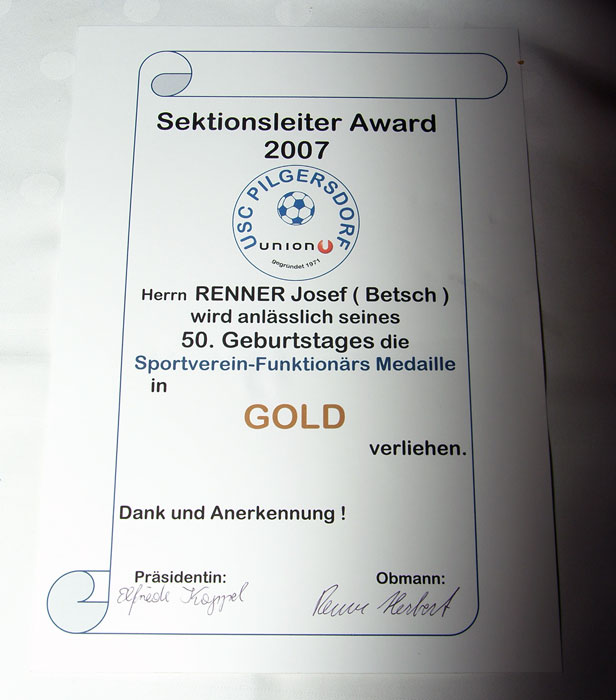 Sektionsleiter Award
2007
USC PILGERSDORF
union
gegründet 1971
Herrn RENNER Josef ( Betsch )
wird anlässlich seines
50. Geburtstages die
Sportverein-Funktionärs Medaille
in
GOLD
verliehen.
Dank und Anerkennung !
Präsidentin: Obmann:
Elfriede Kappel Renner Herbert